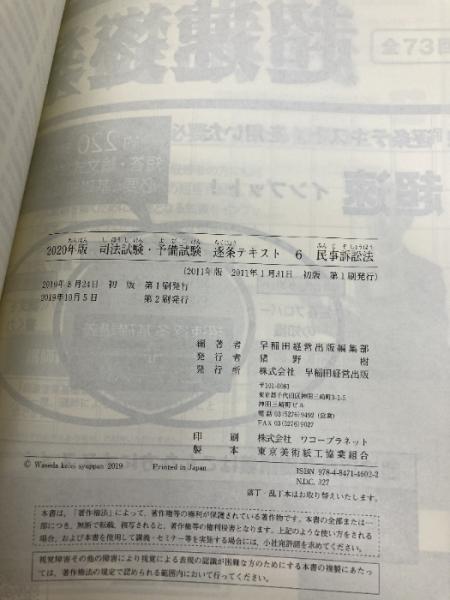 2020年版 司法試験・予備試験 逐条テキスト 6 民事訴訟法
(2011年版 2011年1月31日 初版 第1刷発行)
2019年8月24日 初版 第1刷発行
2019年10月5日 第2刷発行
編著者 早稲田経営出版編集部
発行者 猪野樹
発行所 株式会社 早稲田経営出版
〒101-0061
東京都千代田区神田三崎町3-1-5
神田三崎町ビル
電話 03(5276)9492(営業)
FAX 03(5276)9027
印刷 株式会社 ワコープラネット
製本 東京美術紙工協業組合
© Waseda keiei syuppan 2019 Printed in Japan
ISBN 978-4-8471-4602-2
N.D.C. 327
落丁・乱丁本はお取り替えいたします。
本書は,「著作権法」によって,著作権等の権利が保護されている著作物です。本書の全部または一
部につき,無断で転載,複写されると,著作権等の権利侵害となります。上記のような使い方をされる
場合,および本書を使用して講義・セミナー等を実施する場合には,小社宛許諾を求めてください。
視覚障害その他の障害により視覚による表現の認識が困難な方のためにする本書の複製にあたっ
ては,著作権法の規定で認められる範囲内において行ってください。